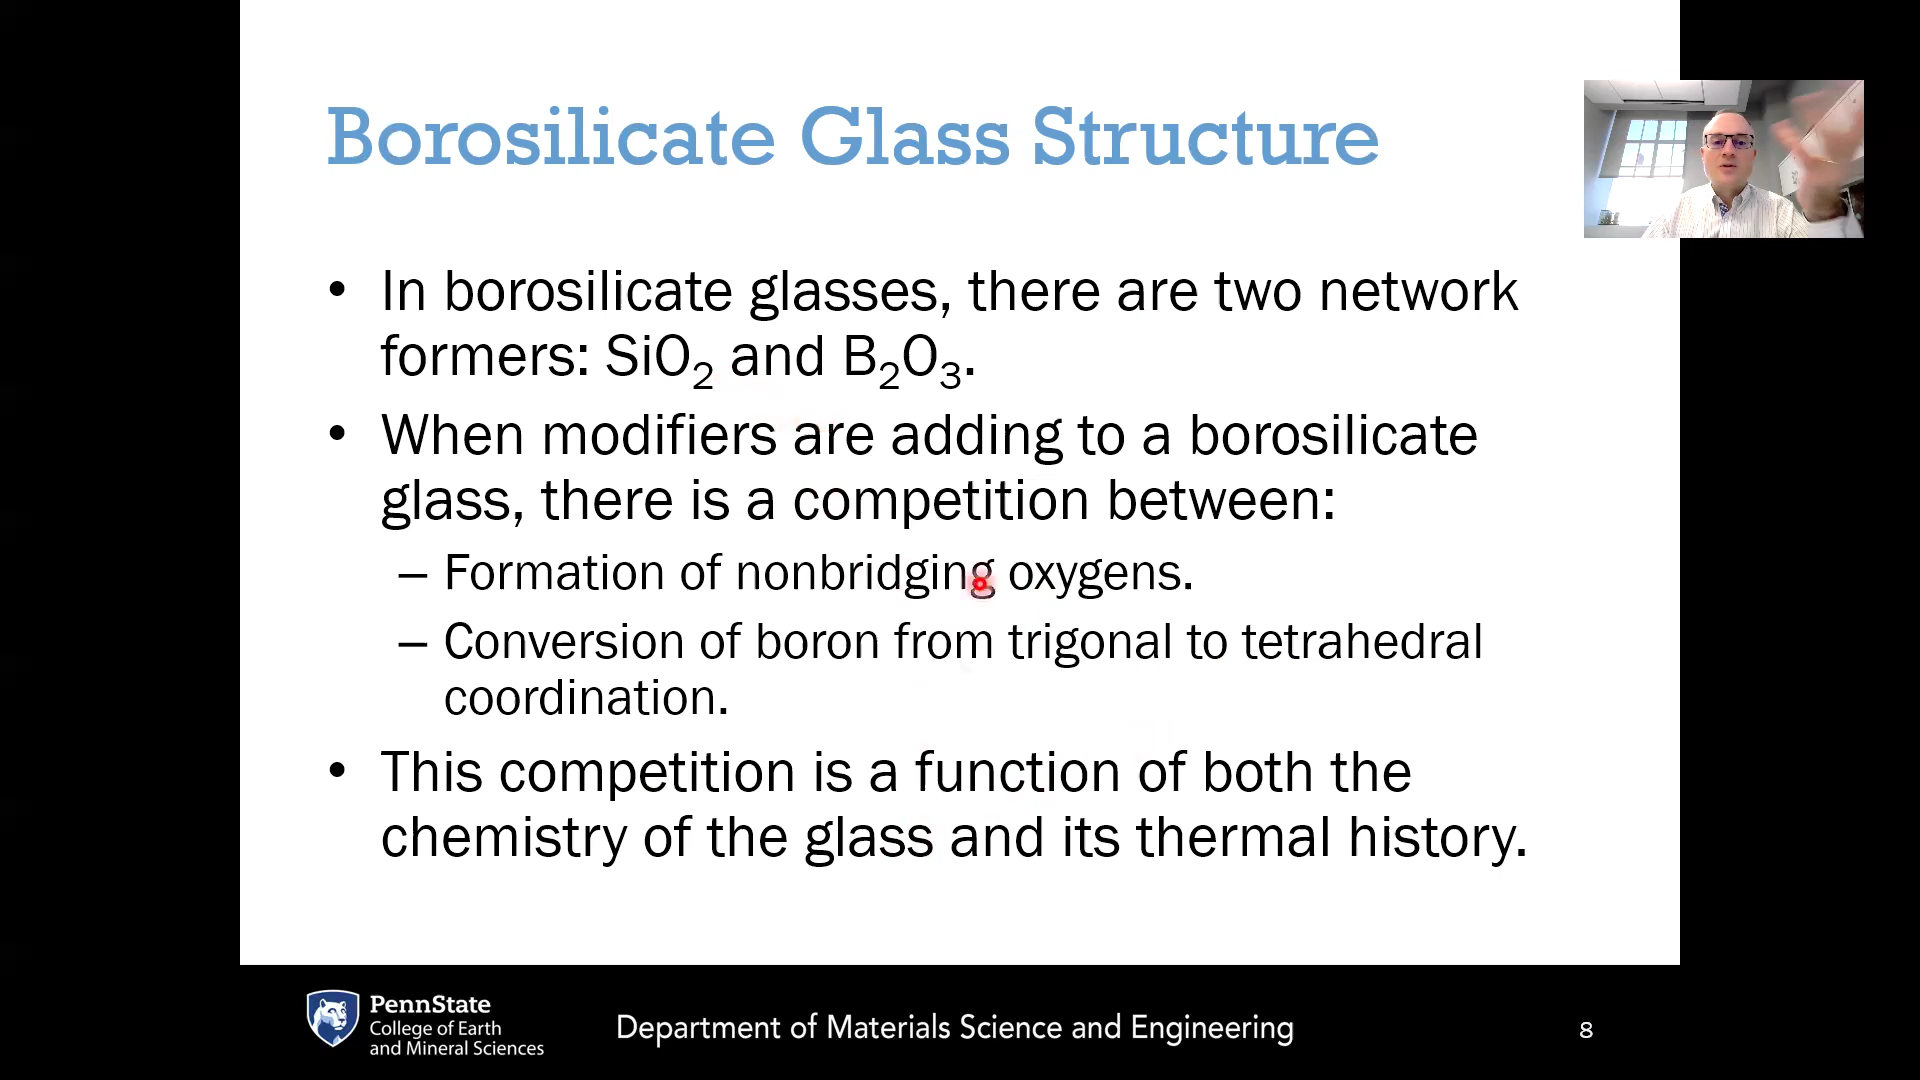 Borosilicate Glass Structure
• In borosilicate glasses, there are two network
formers: SiO₂ and B₂O₃.
• When modifiers are adding to a borosilicate
glass, there is a competition between:
– Formation of nonbridging oxygens.
– Conversion of boron from trigonal to tetrahedral
coordination.
• This competition is a function of both the
chemistry of the glass and its thermal history.
PennState
College of Earth
and Mineral Sciences
Department of Materials Science and Engineering
8